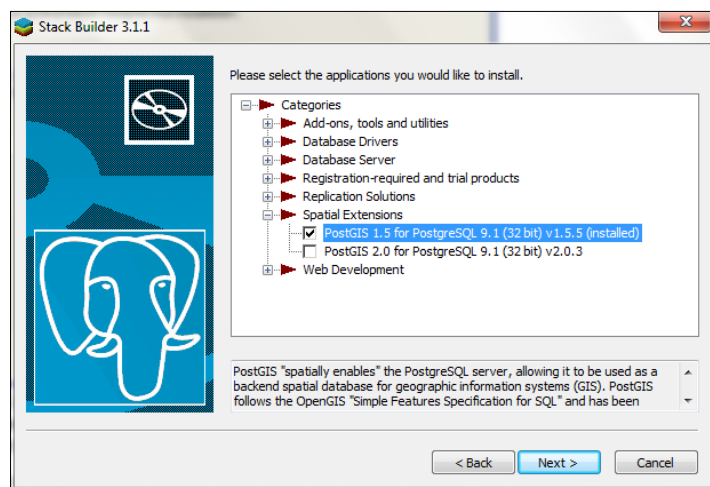 Stack Builder 3.1.1
Please select the applications you would like to install.
Categories
Add-ons, tools and utilities
Database Drivers
Database Server
Registration-required and trial products
Replication Solutions
Spatial Extensions
PostGIS 1.5 for PostgreSQL 9.1 (32 bit) v1.5.5 (installed)
PostGIS 2.0 for PostgreSQL 9.1 (32 bit) v2.0.3
Web Development
PostGIS "spatially enables" the PostgreSQL server, allowing it to be used as a
backend spatial database for geographic information systems (GIS). PostGIS
follows the OpenGIS "Simple Features Specification for SQL" and has been
< Back
Next >
Cancel